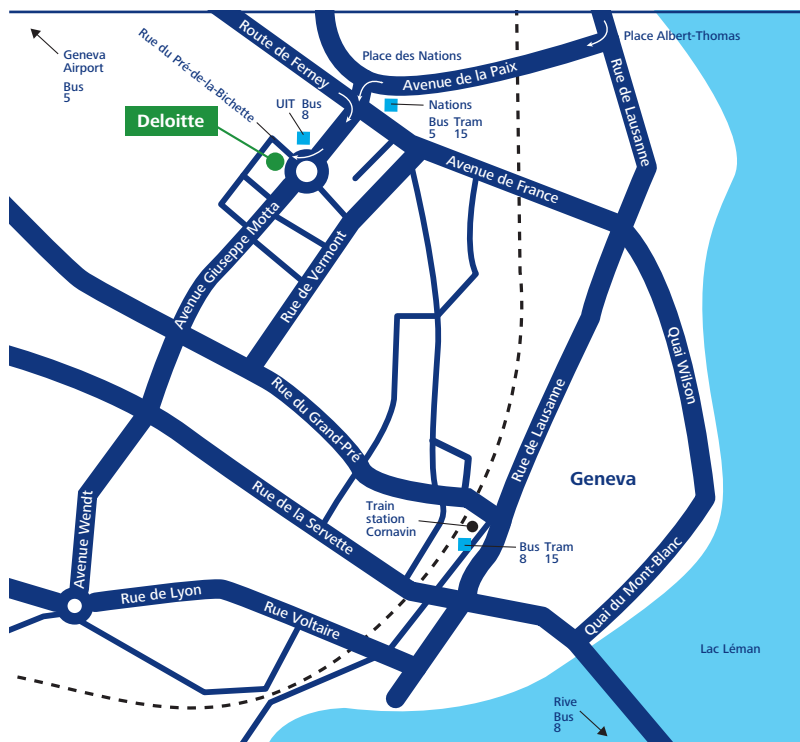 Geneva
Airport
Bus
5
Rue du Pré-de-la-Bichette
Route de Ferney
Place des Nations
Avenue de la Paix
Place Albert-Thomas
Rue de Lausanne
Deloitte
UIT Bus
8
Nations
Bus Tram
5 15
Avenue de France
Avenue Giuseppe Motta
Rue de Vermont
Quai Wilson
Rue du Grand-Pré
Rue de Lausanne
Geneva
Rue de la Servette
Train
station
Cornavin
Bus Tram
8 15
Avenue Wendt
Rue de Lyon
Rue Voltaire
Quai du Mont-Blanc
Lac Léman
Rive
Bus
8